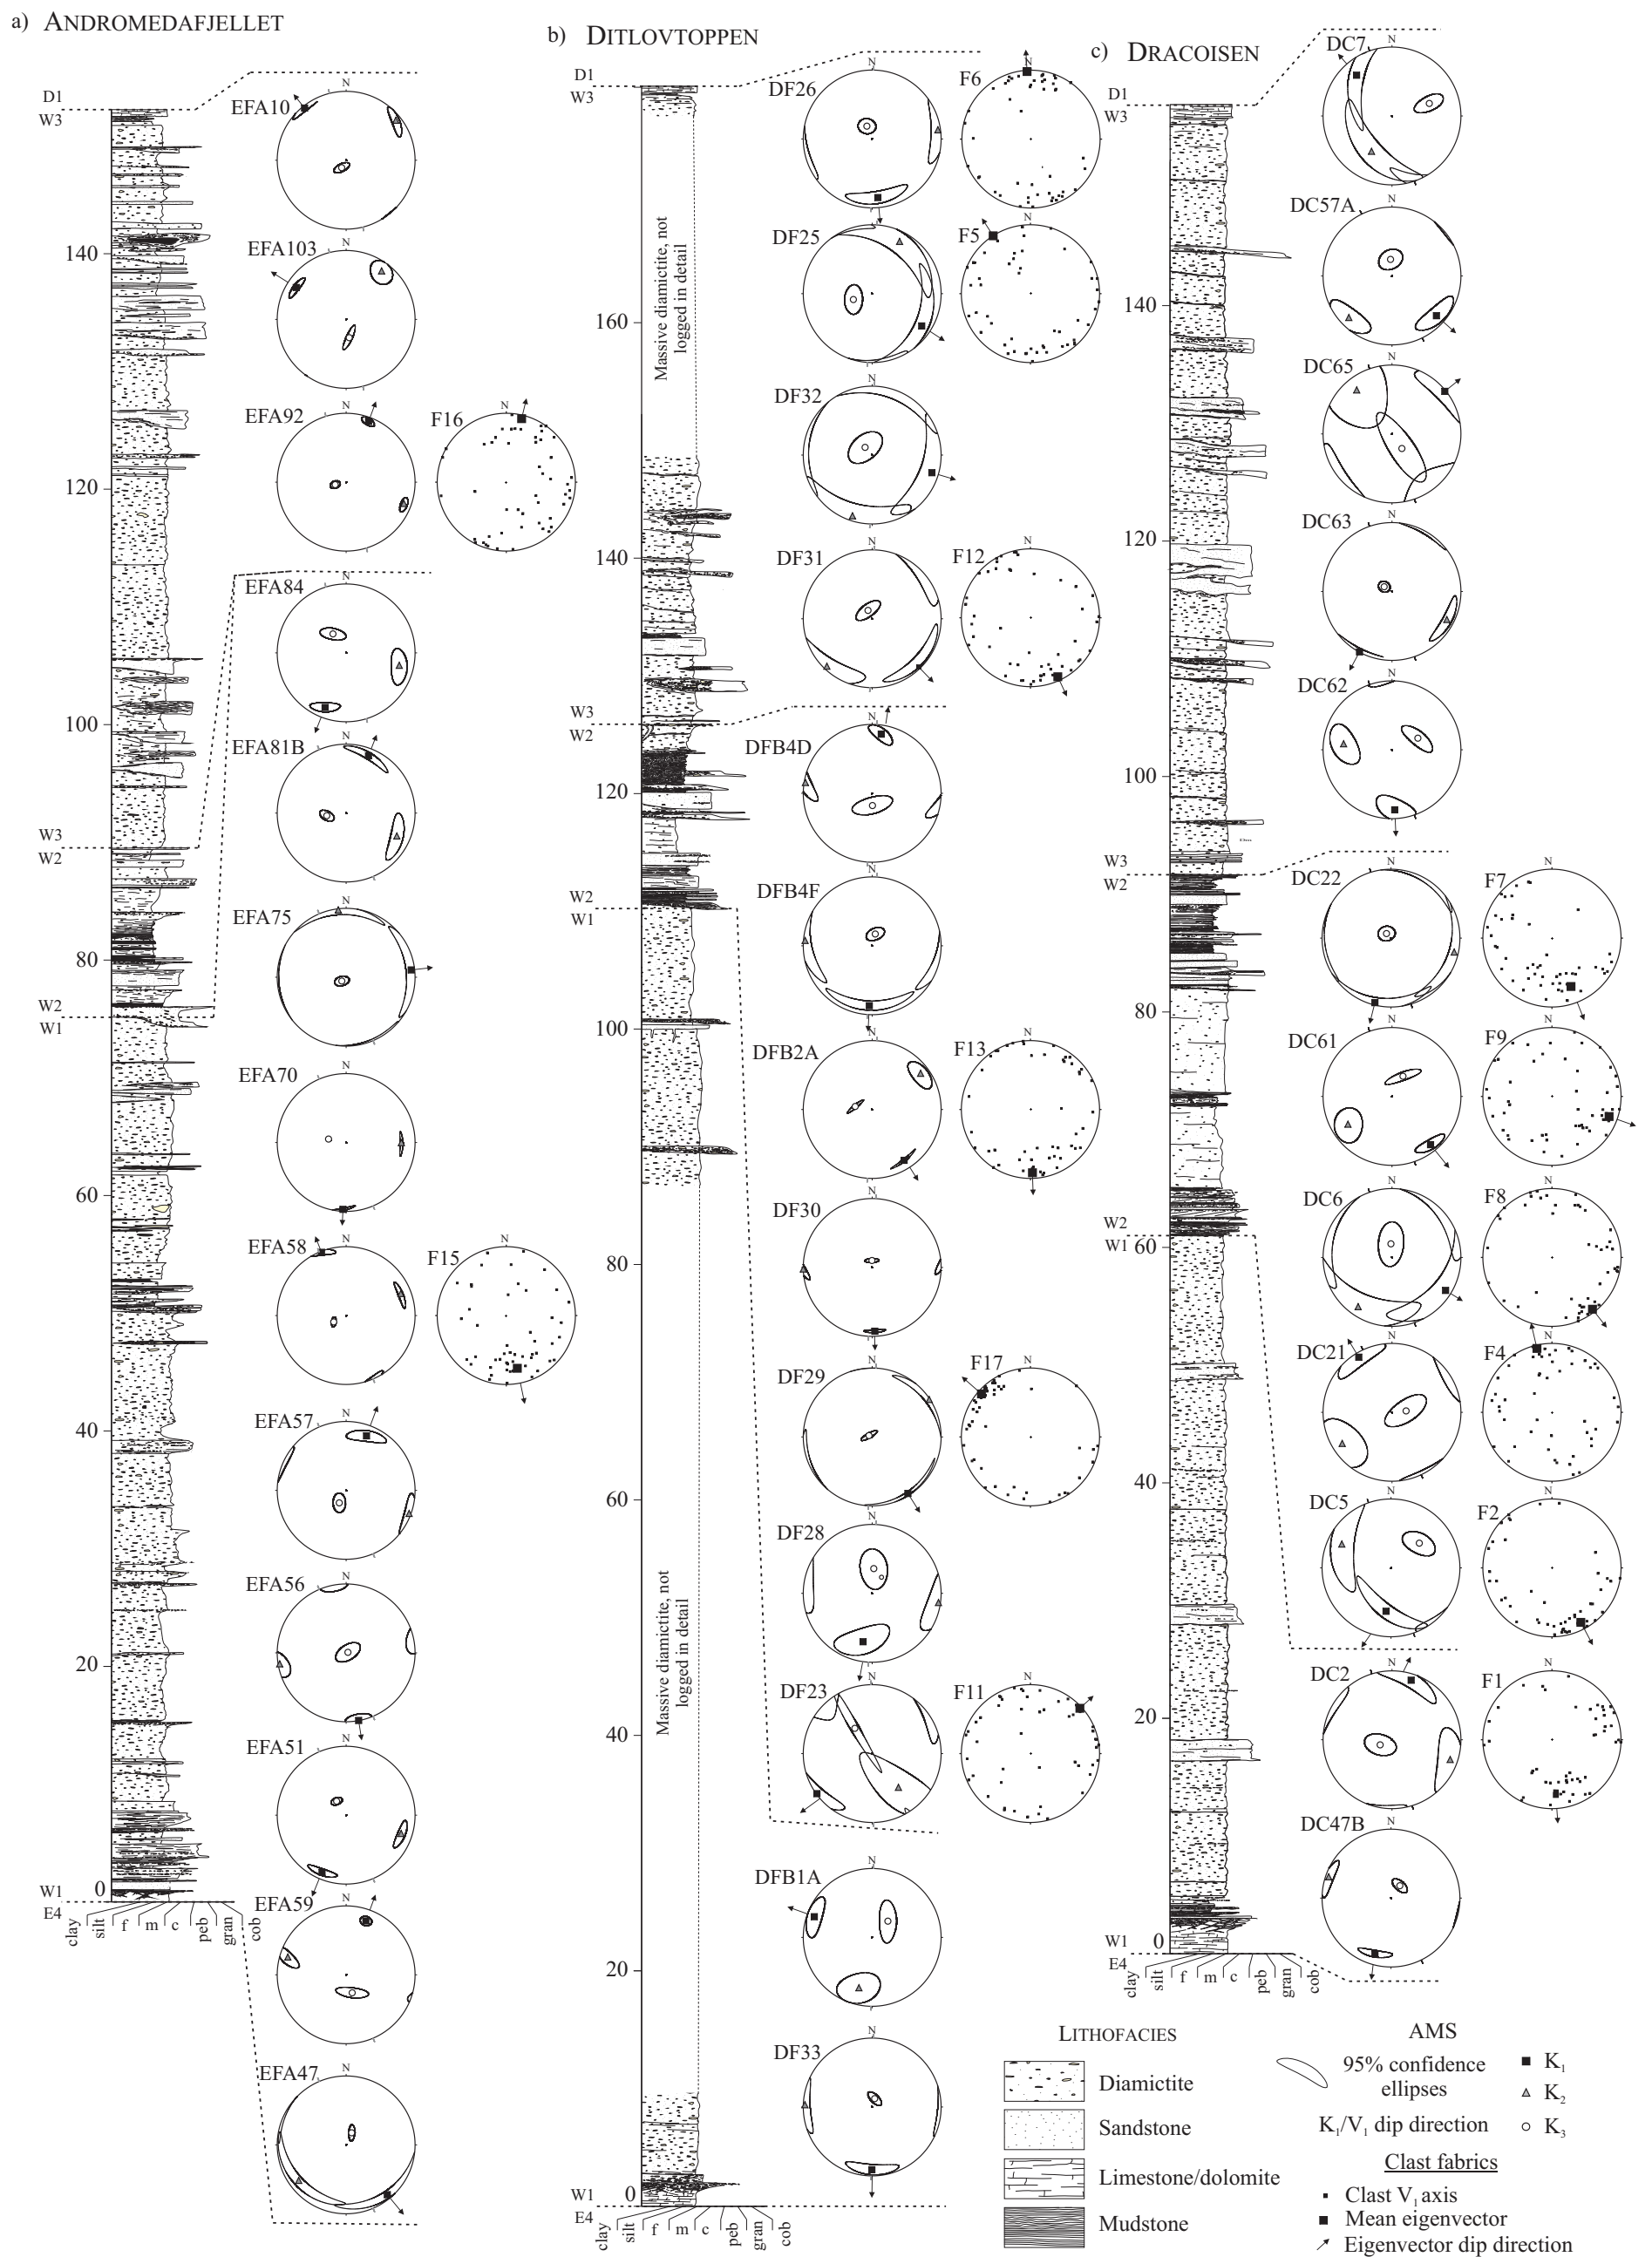 a) ANDROMEDAFJELLET
D1
W3
140
120
100
W3
W2
80
W2
W1
60
40
20
W1
0
E4
clay
silt
f
m
c
peb
gran
cob
EFA10
N
EFA103
N
EFA92
N
F16
N
EFA84
N
EFA81B
N
EFA75
N
EFA70
N
EFA58
N
F15
N
EFA57
N
EFA56
N
EFA51
N
EFA59
N
EFA47
N
b) DITLOVTOPPEN
D1
W3
Massive diamictite, not
logged in detail
160
140
W3
W2
120
W2
W1
100
80
60
Massive diamictite, not
logged in detail
40
20
W1
0
E4
clay
silt
f
m
c
peb
gran
cob
DF26
N
F6
N
DF25
N
F5
N
DF32
N
DF31
N
F12
N
DFB4D
N
DFB4F
N
DFB2A
N
F13
N
DF30
N
DF29
N
F17
N
DF28
N
DF23
N
F11
N
DFB1A
N
DF33
N
c) DRACOISEN
D1
W3
140
120
100
W3
W2
80
W2
W1
60
40
20
W1
0
E4
clay
silt
f
m
c
peb
gran
cob
DC7
N
DC57A
N
DC65
N
DC63
N
DC62
N
DC22
N
F7
N
DC61
N
F9
N
DC6
N
F8
N
DC21
N
F4
N
DC5
N
F2
N
DC2
N
F1
N
DC47B
N
LITHOFACIES
Diamictite
Sandstone
Limestone/dolomite
Mudstone
AMS
95% confidence
ellipses
K₁/V₁ dip direction
K₁
K₂
K₃
Clast fabrics
Clast V₁ axis
Mean eigenvector
Eigenvector dip direction